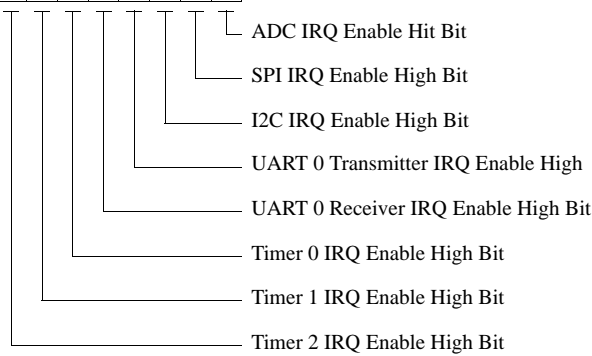 ADC IRQ Enable Hit Bit
SPI IRQ Enable High Bit
I2C IRQ Enable High Bit
UART 0 Transmitter IRQ Enable High
UART 0 Receiver IRQ Enable High Bit
Timer 0 IRQ Enable High Bit
Timer 1 IRQ Enable High Bit
Timer 2 IRQ Enable High Bit